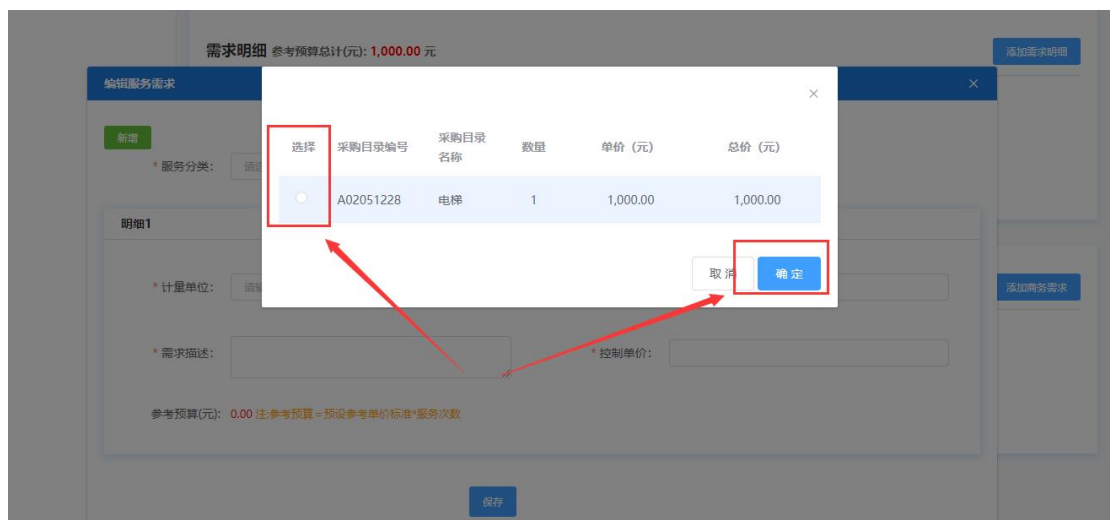 需求明细 参考预算总计(元): 1,000.00 元
添加需求明细
编辑服务需求
新增
* 服务分类:
选择 采购目录编号 采购目录名称 数量 单价 (元) 总价 (元)
A02051228 电梯 1 1,000.00 1,000.00
取 消 确 定
明细1
* 计量单位:
添加商务需求
* 需求描述:
* 控制单价:
参考预算(元): 0.00 注:参考预算=预设参考单价标准*服务次数
保存